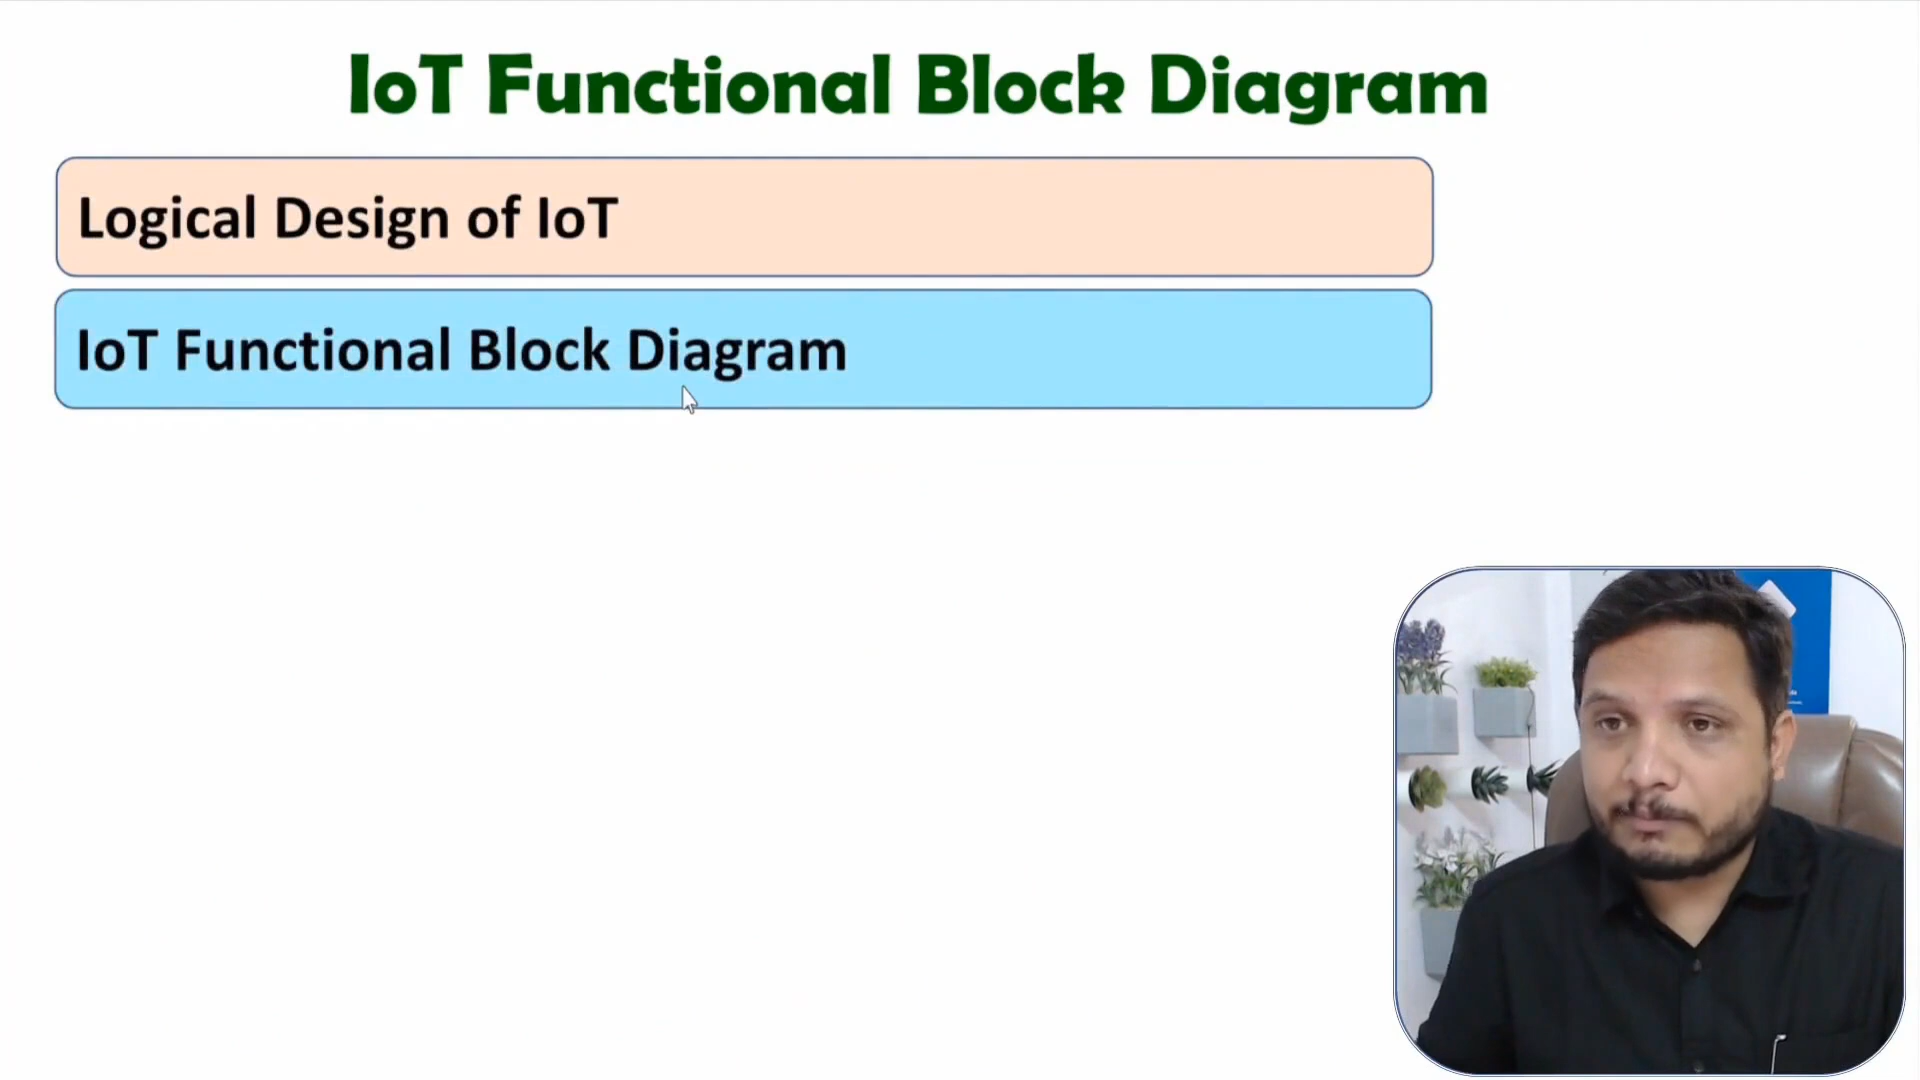 IoT Functional Block Diagram
Logical Design of IoT
IoT Functional Block Diagram